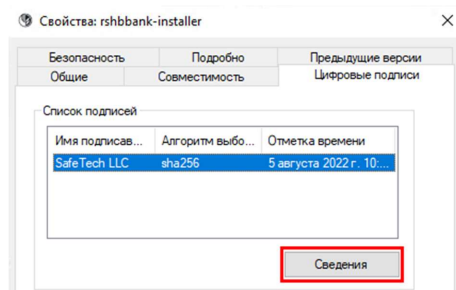 Свойства: rshbbank-installer
Безопасность Подробно Предыдущие версии
Общие Совместимость Цифровые подписи
Список подписей
Имя подписав... Алгоритм выбо... Отметка времени
SafeTech LLC sha256 5 августа 2022 г. 10:...
Сведения